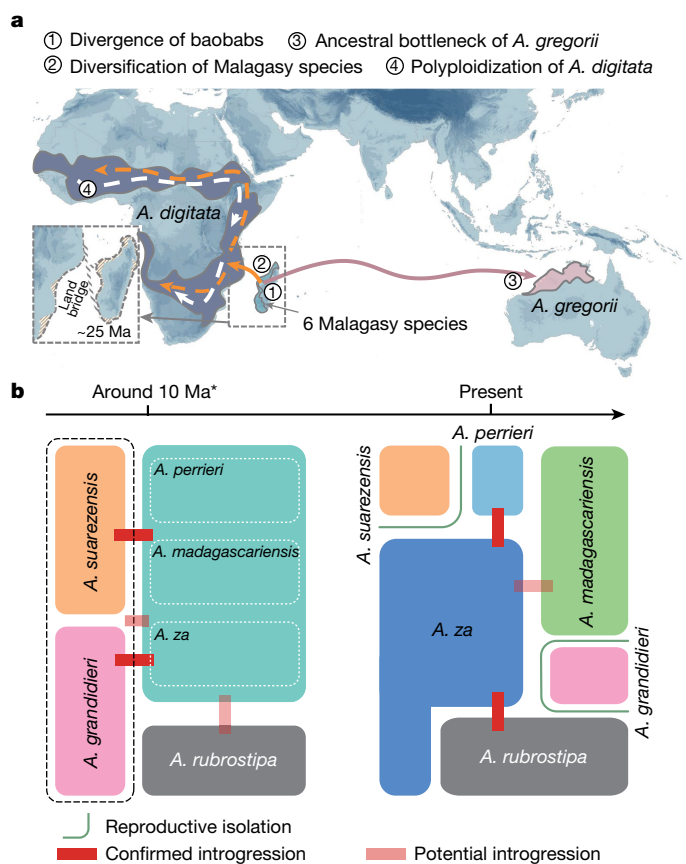 a
① Divergence of baobabs ③ Ancestral bottleneck of A. gregorii
② Diversification of Malagasy species ④ Polyploidization of A. digitata
④
A. digitata
②
①
③
A. gregorii
Land
bridge
~25 Ma
6 Malagasy species
b
Around 10 Ma*
Present
A. suarezensis
A. grandidieri
A. perrieri
A. madagascariensis
A. za
A. rubrostipa
A. suarezensis
A. perrieri
A. madagascariensis
A. za
A. grandidieri
A. rubrostipa
Reproductive isolation
Confirmed introgression
Potential introgression